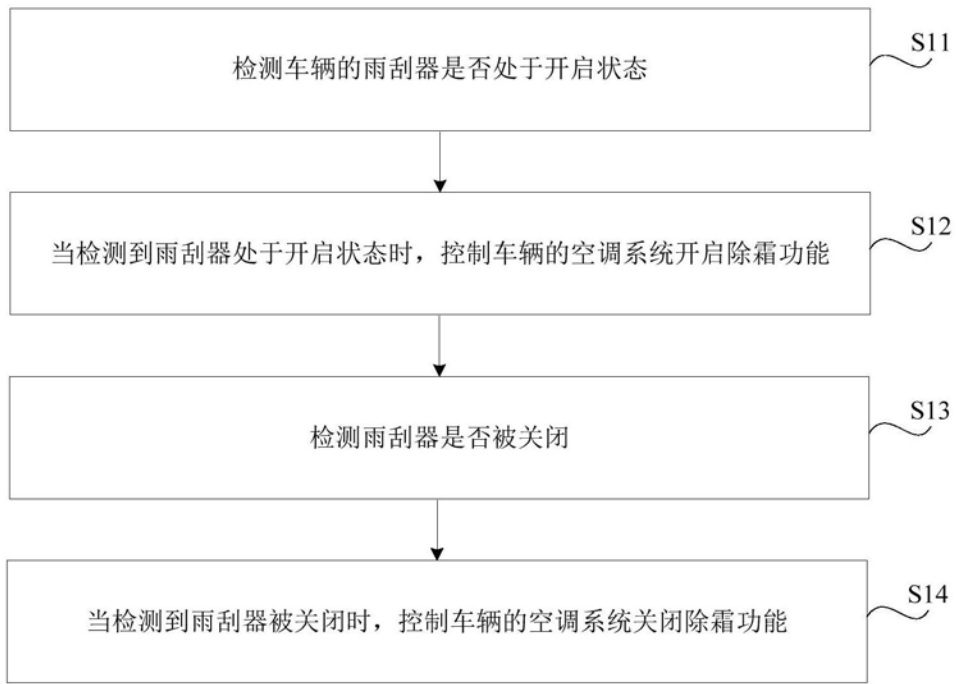 检测车辆的雨刮器是否处于开启状态
S11
当检测到雨刮器处于开启状态时，控制车辆的空调系统开启除霜功能
S12
检测雨刮器是否被关闭
S13
当检测到雨刮器被关闭时，控制车辆的空调系统关闭除霜功能
S14